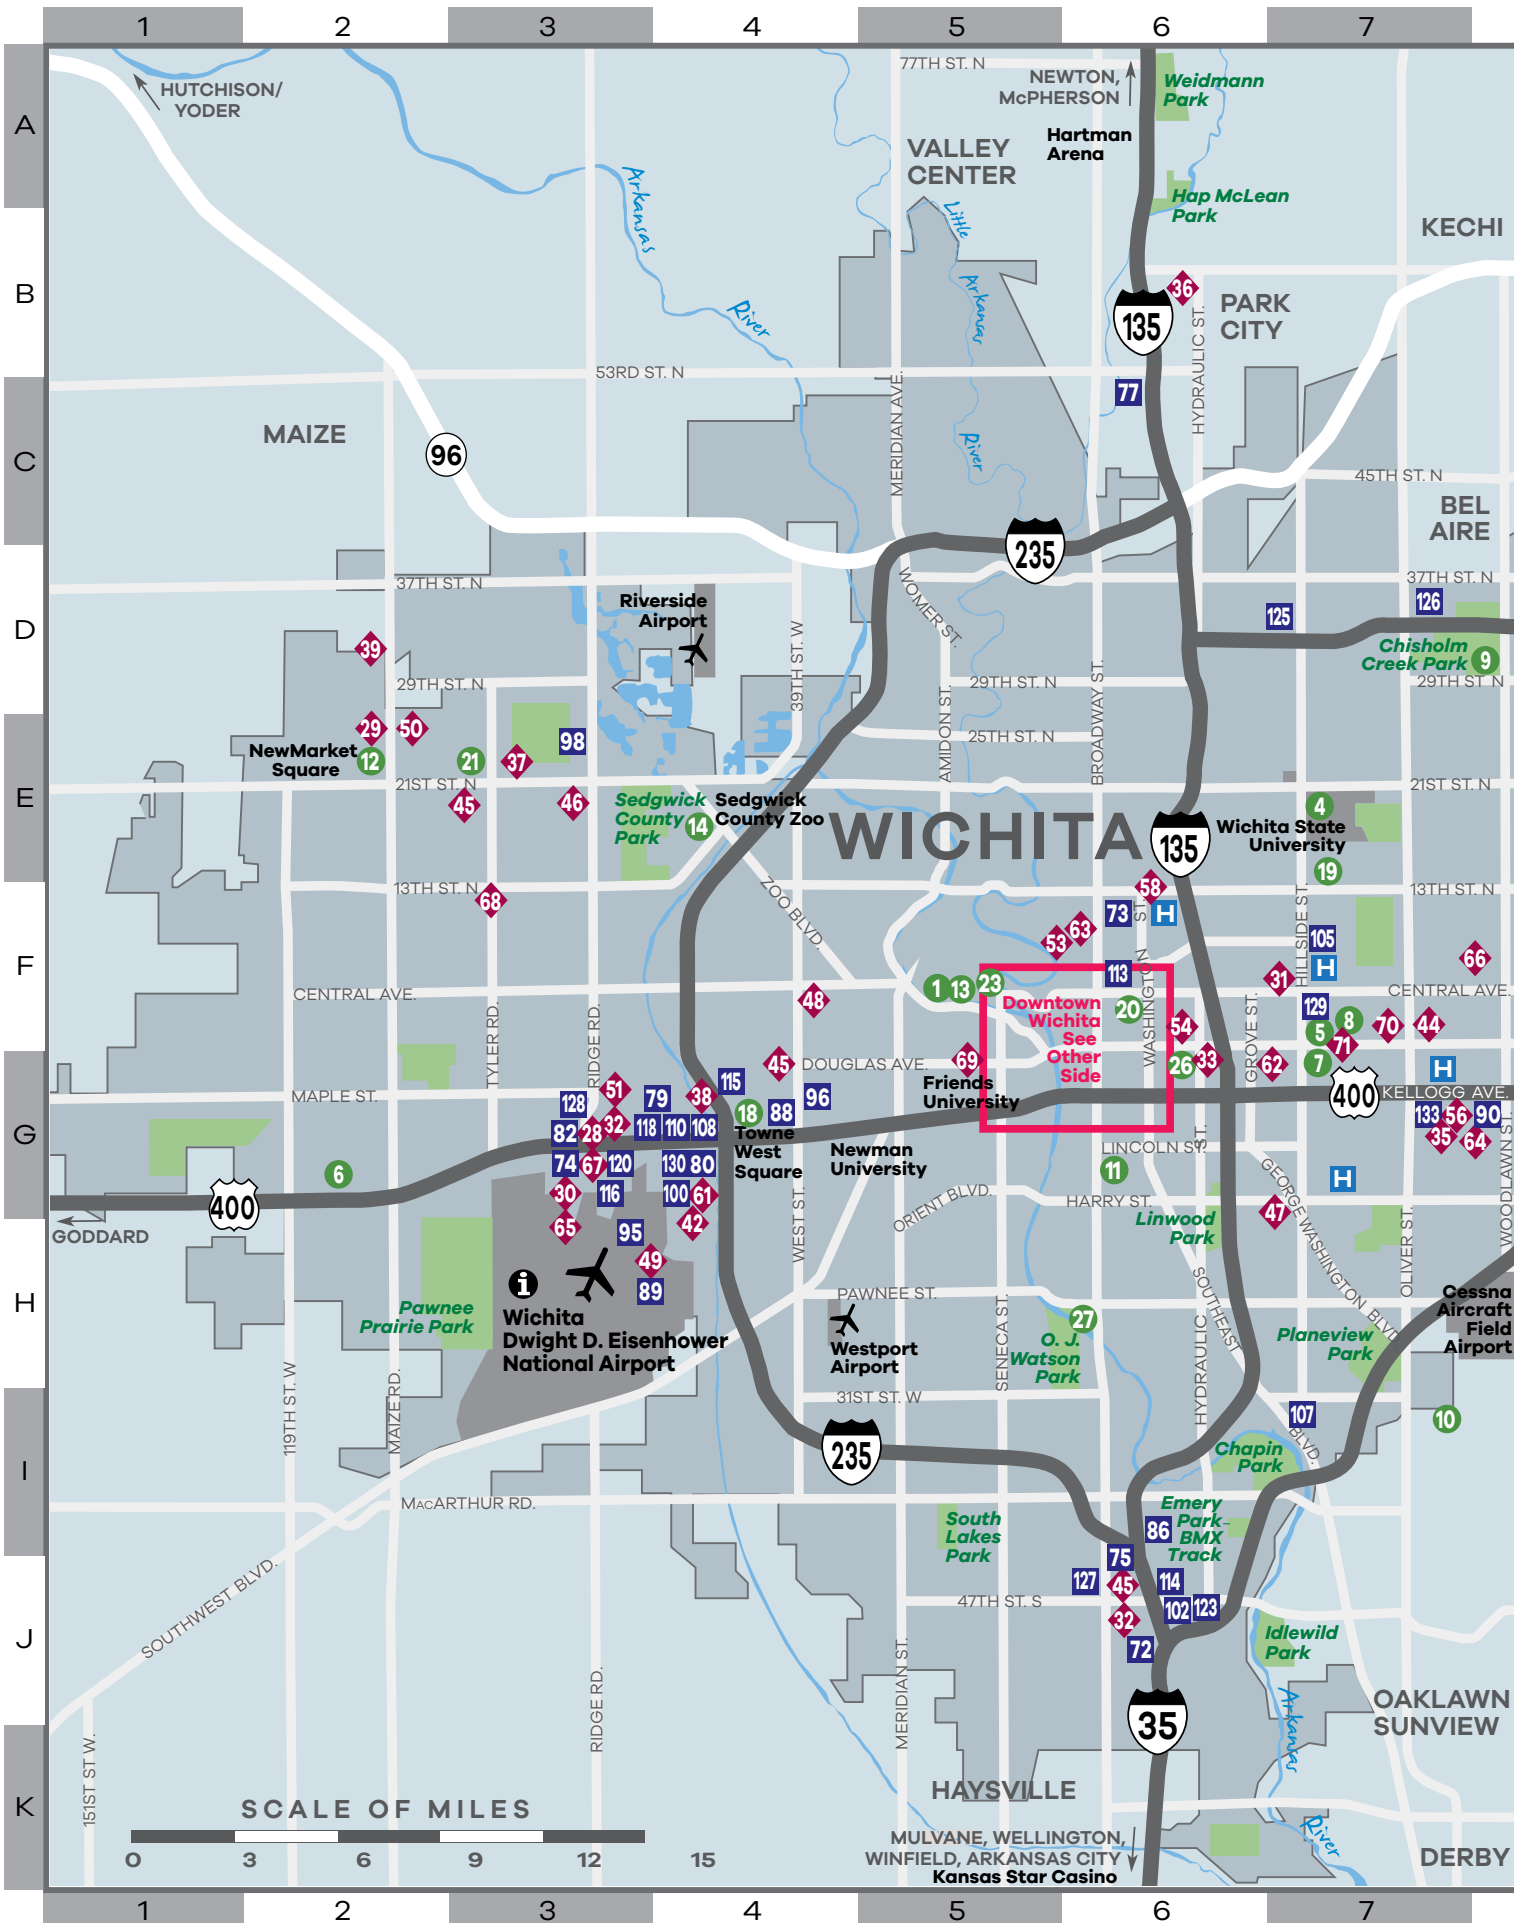 1 2 3 4 5 6 7
A
B
C
D
E
F
G
H
I
J
K
HUTCHISON/
YODER
77TH ST. N
NEWTON,
McPHERSON
Weidmann
Park
Hartman
Arena
VALLEY
CENTER
Arkansas
River
Little
Arkansas
River
Hap McLean
Park
KECHI
36
135
PARK
CITY
HYDRAULIC ST.
53RD ST. N
77
MERIDIAN AVE.
MAIZE
96
45TH ST. N
BEL
AIRE
235
37TH ST. N
37TH ST. N
WOMER ST.
Riverside
Airport
39TH ST. W
125
126
Chisholm
Creek Park
9
39
29TH ST. N
29TH ST. N
29TH ST N
AMIDON ST.
BROADWAY ST.
29
50
NewMarket
Square
12
21
37
98
25TH ST. N
21ST ST. N
21ST ST. N
45
46
Sedgwick
County
Park
14
Sedgwick
County Zoo
WICHITA
135
4
Wichita State
University
19
13TH ST. N
13TH ST. N
68
ZOO BLVD.
58
73
H
53
63
HILLSIDE ST.
105
H
66
113
WASHINGTON ST.
31
CENTRAL AVE.
CENTRAL AVE.
48
1
13
23
Downtown
Wichita
See
Other
Side
20
54
129
5
8
70
44
71
TYLER RD.
RIDGE RD.
GROVE ST.
45
DOUGLAS AVE.
69
26
33
62
7
H
Friends
University
400
KELLOGG AVE.
MAPLE ST.
51
128
79
38
115
18
88
96
82
28
32
118
110
108
Towne
West
Square
Newman
University
133
56
90
35
64
LINCOLN ST.
11
74
67
120
130
80
6
30
116
100
61
400
GODDARD
65
95
42
WEST ST.
ORIENT BLVD.
HARRY ST.
Linwood
Park
47
H
GEORGE WASHINGTON BLVD.
OLIVER ST.
WOODLAWN ST.
49
89
i
Wichita
Dwight D. Eisenhower
National Airport
Pawnee
Prairie Park
PAWNEE ST.
Westport
Airport
SENECA ST.
27
O. J.
Watson
Park
SOUTHEAST
BLVD.
HYDRAULIC ST.
Planeview
Park
Cessna
Aircraft
Field
Airport
31ST ST. W
119TH ST. W
MAIZE RD.
235
107
10
Chapin
Park
MACARTHUR RD.
South
Lakes
Park
Emery
Park
BMX
Track
86
75
127
45
114
SOUTHWEST BLVD.
47TH ST. S
102
123
32
72
Idlewild
Park
35
MERIDIAN ST.
RIDGE RD.
151ST ST W.
OAKLAWN
SUNVIEW
Arkansas
River
HAYSVILLE
SCALE OF MILES
0 3 6 9 12 15
MULVANE, WELLINGTON,
WINFIELD, ARKANSAS CITY
Kansas Star Casino
DERBY
1 2 3 4 5 6 7